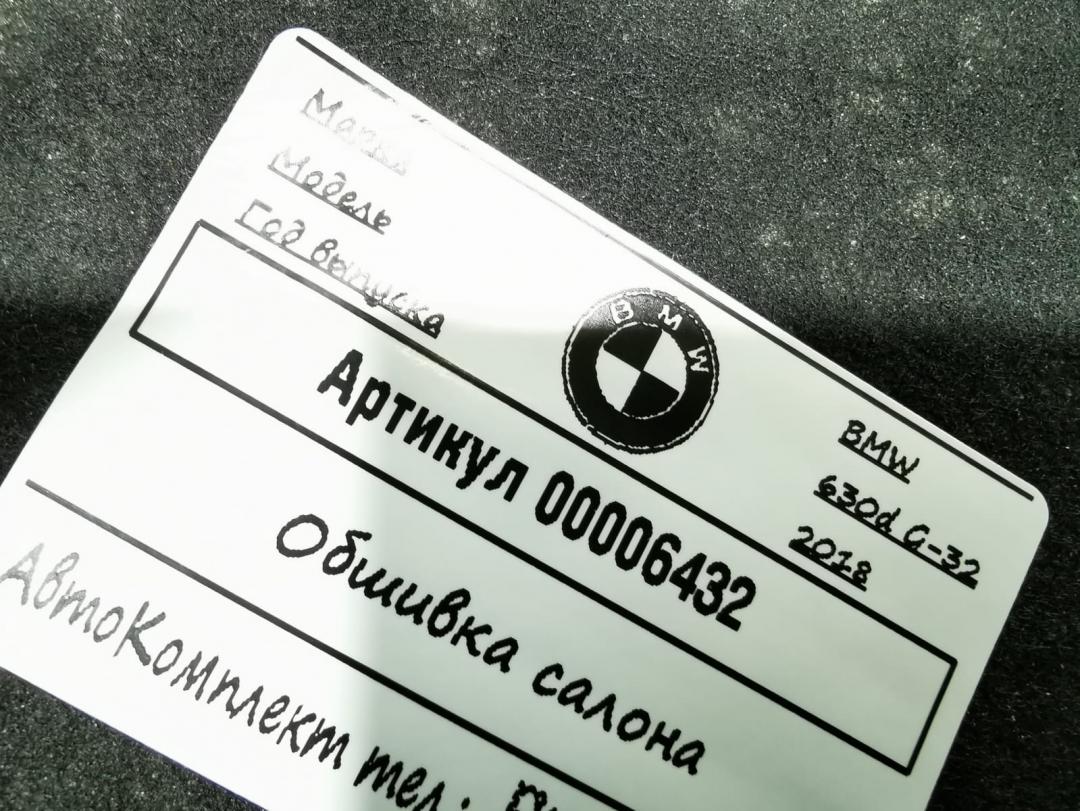 Марка
Модель
Год выпуска
BMW
BMW
630d G-32
2018
Артикул 00006432
Обшивка салона
АвтоКомплект тел.: